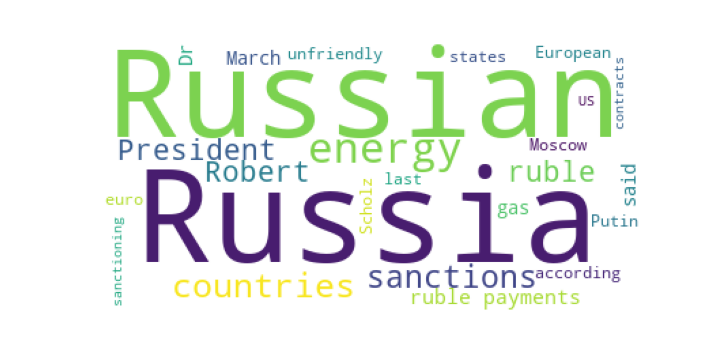 Dr
March
unfriendly
states
European
Russian
US
contracts
President
energy
Moscow
Robert
ruble
last
said
Scholz
Russia
euro
gas
Putin
sanctioning
countries
sanctions
according
ruble payments